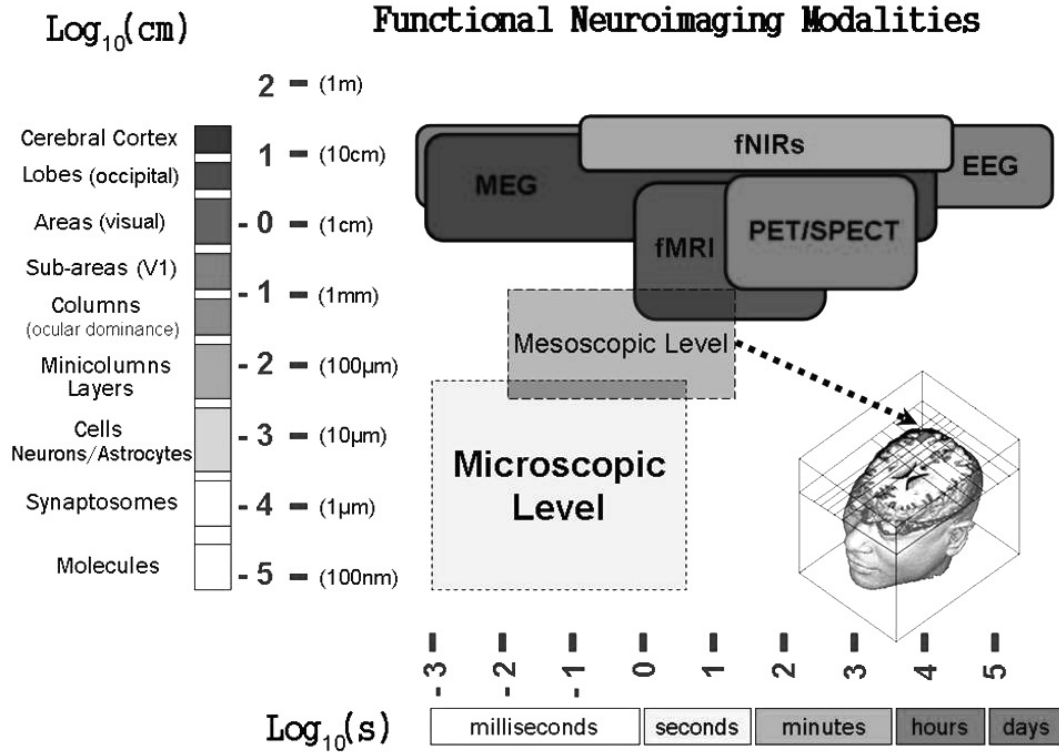 Functional Neuroimaging Modalities
Log10(cm)
2 (1m)
Cerebral Cortex
1 (10cm)
Lobes (occipital)
Areas (visual)
- 0 (1cm)
Sub-areas (V1)
- 1 (1mm)
Columns
(ocular dominance)
Minicolumns
Layers
- 2 (100µm)
Cells
Neurons/Astrocytes
- 3 (10µm)
Synaptosomes
- 4 (1µm)
Molecules
- 5 (100nm)
fNIRs
MEG
EEG
fMRI
PET/SPECT
Mesoscopic Level
Microscopic
Level
- 3 - 2 - 1 0 1 2 3 4 5
Log10(s)
milliseconds seconds minutes hours days